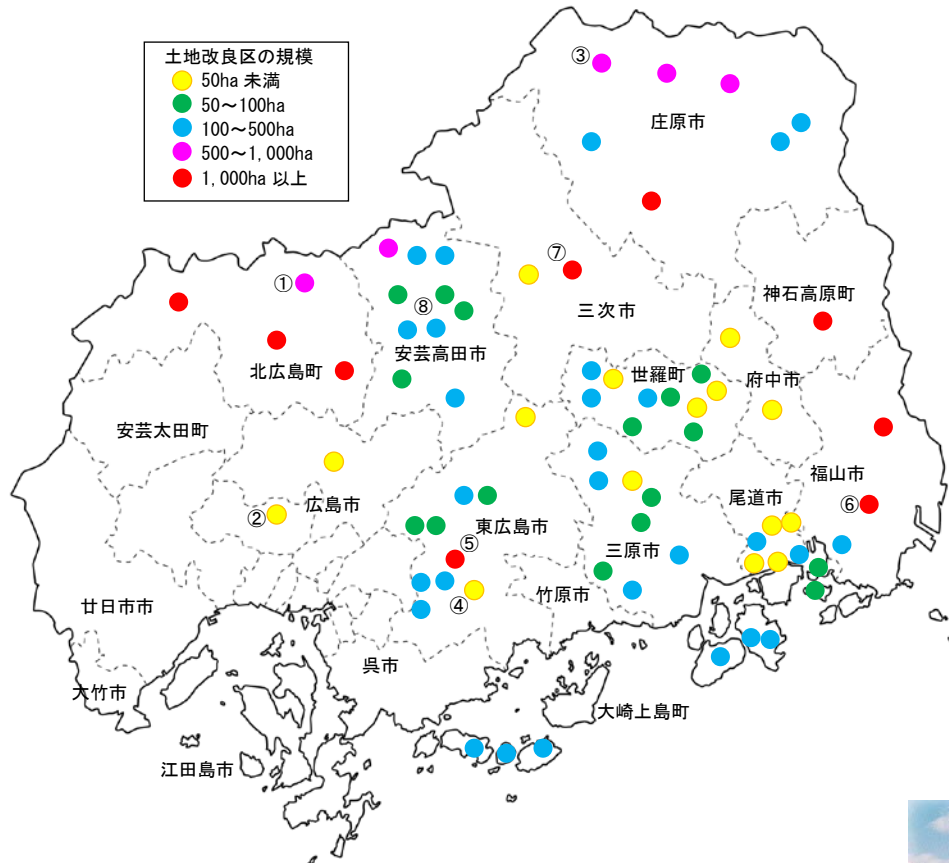 土地改良区の規模
50ha 未満
50～100ha
100～500ha
500～1,000ha
1,000ha 以上
③
庄原市
⑦
①
三次市
神石高原町
⑧
安芸高田市
北広島町
世羅町
府中市
安芸太田町
福山市
広島市
尾道市
⑥
②
東広島市
⑤
三原市
廿日市市
④
竹原市
呉市
大竹市
大崎上島町
江田島市